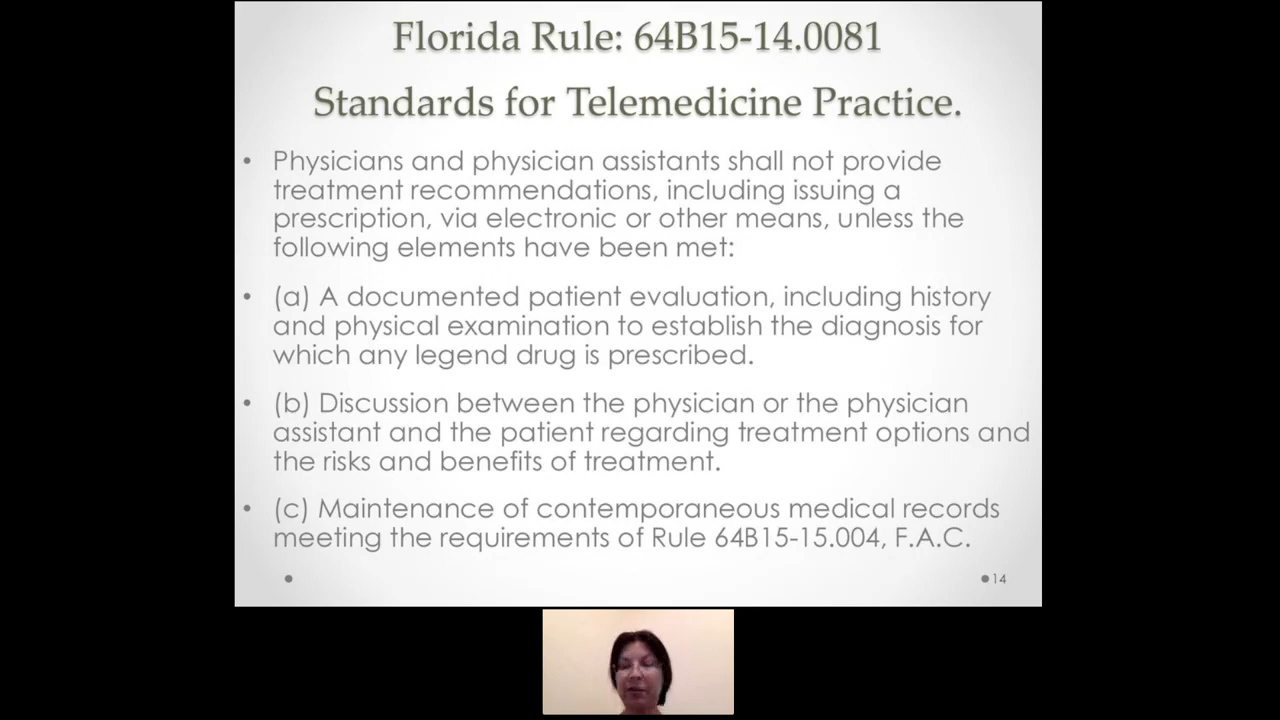 Florida Rule: 64B15-14.0081
Standards for Telemedicine Practice.
• Physicians and physician assistants shall not provide
treatment recommendations, including issuing a
prescription, via electronic or other means, unless the
following elements have been met:
• (a) A documented patient evaluation, including history
and physical examination to establish the diagnosis for
which any legend drug is prescribed.
• (b) Discussion between the physician or the physician
assistant and the patient regarding treatment options and
the risks and benefits of treatment.
• (c) Maintenance of contemporaneous medical records
meeting the requirements of Rule 64B15-15.004, F.A.C.
14